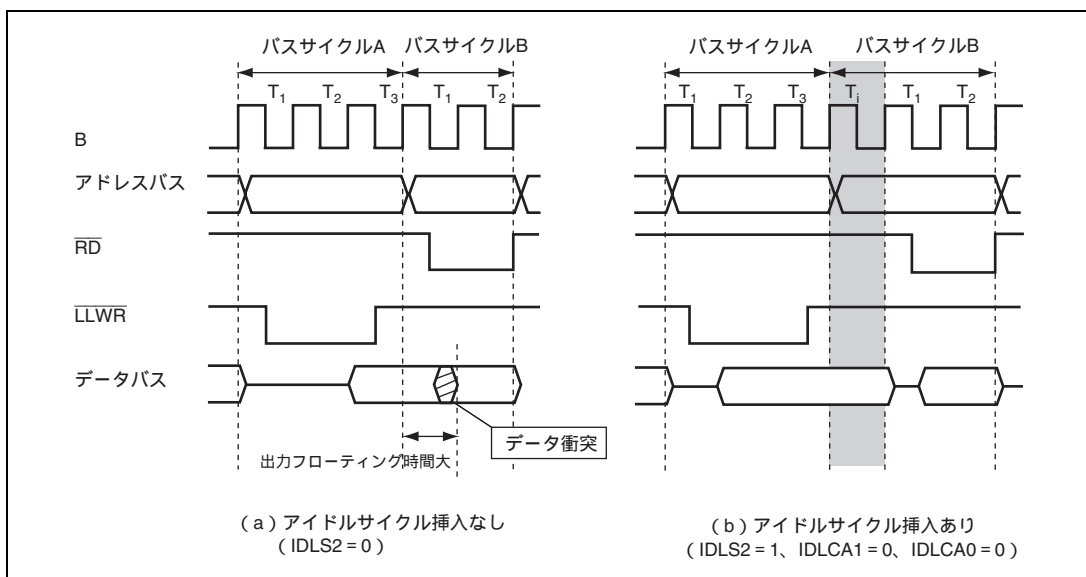 バスサイクルA バスサイクルB
T1 T2 T3 T1 T2
B
アドレスバス
RD
LLWR
データバス
データ衝突
出力フローティング時間大
(a)アイドルサイクル挿入なし
(IDLS2=0)
バスサイクルA バスサイクルB
T1 T2 T3 Ti T1 T2
(b)アイドルサイクル挿入あり
(IDLS2=1、IDLCA1=0、IDLCA0=0)